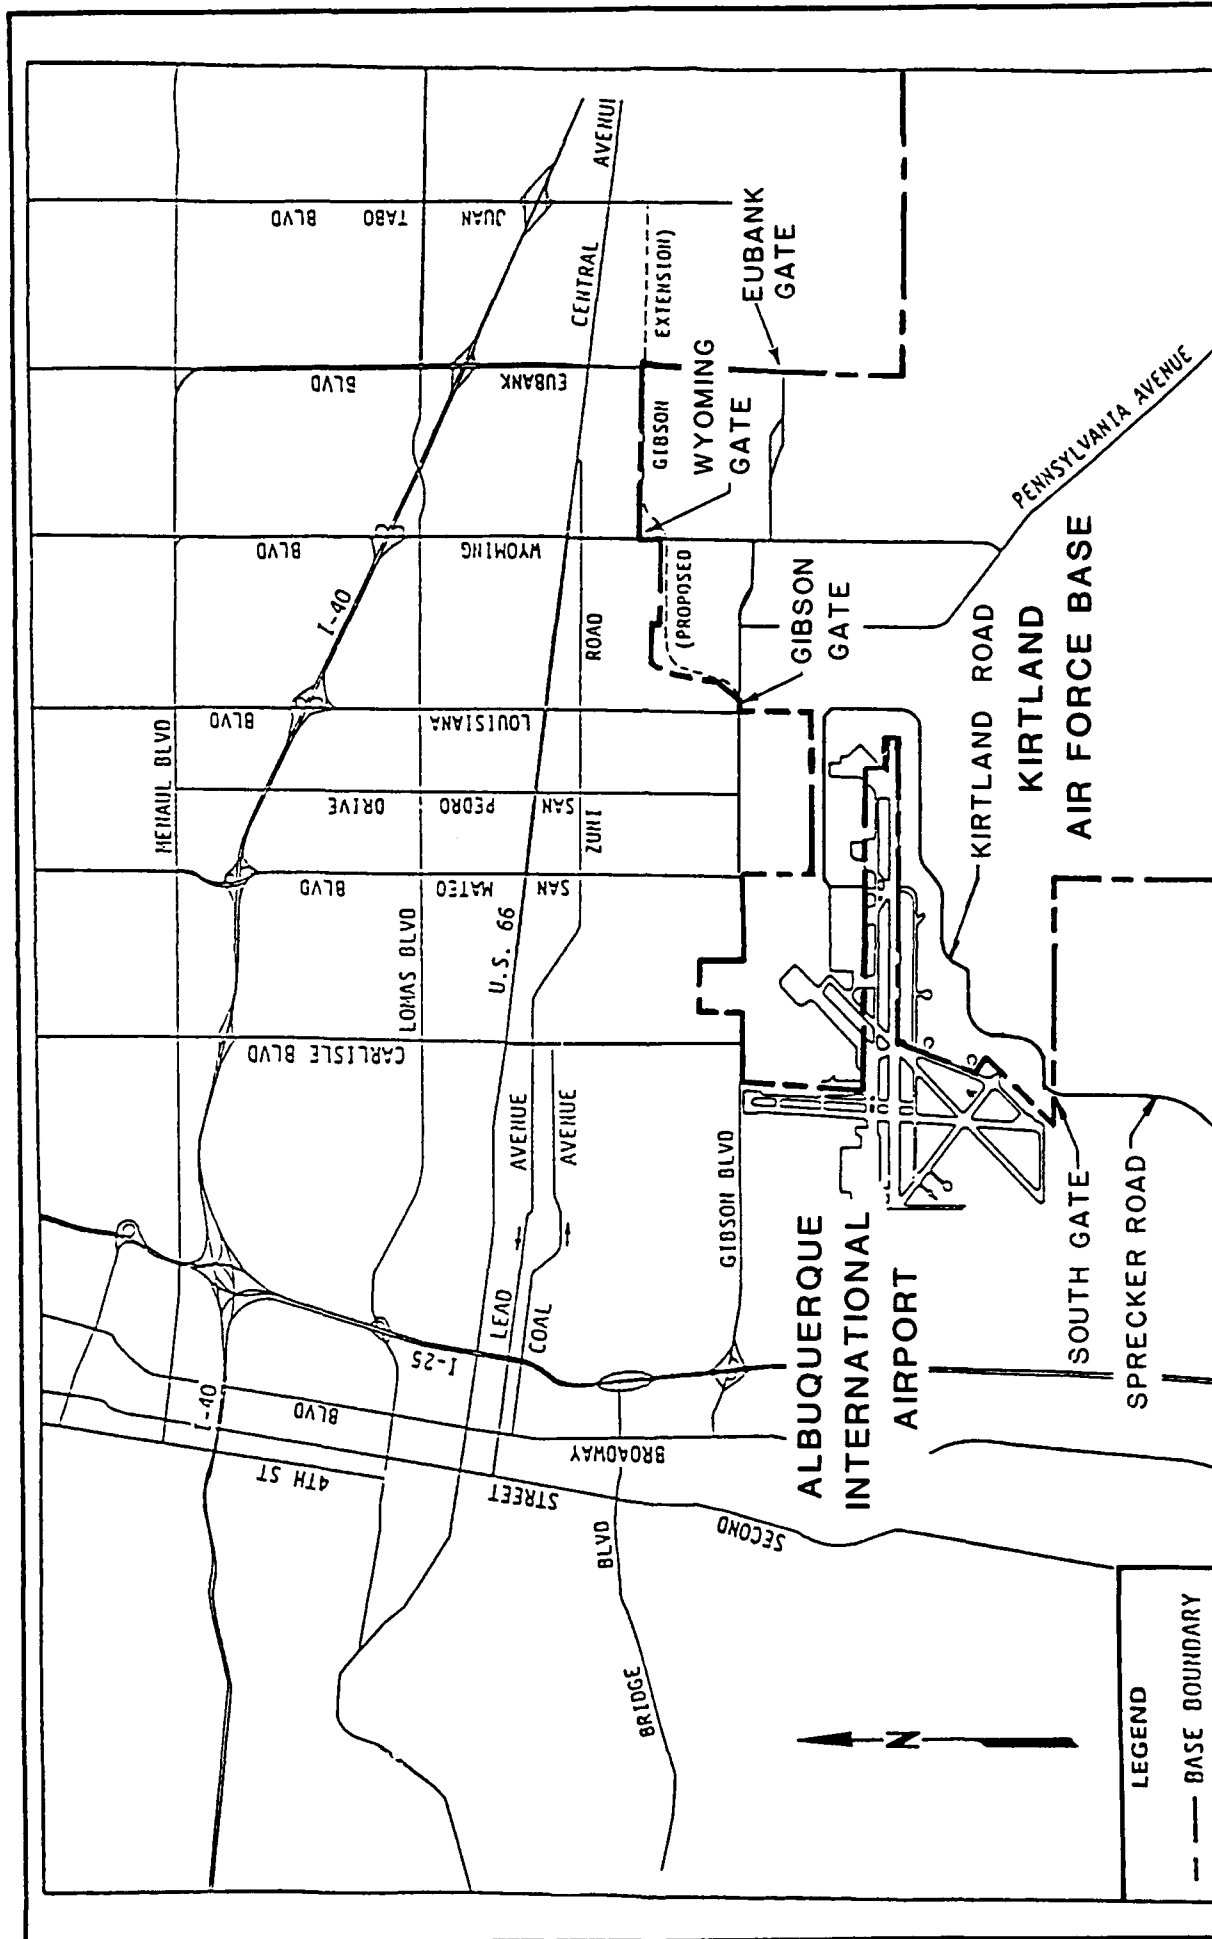 MENAUL BLVD
LOMAS BLVD
U.S. 66
CENTRAL
AVENUE
I-40
I-40
I-25
4TH ST
SECOND
STREET
BROADWAY
BLVD
BRIDGE
BLVD
LEAD
AVENUE
COAL
AVENUE
CARLISLE BLVD
SAN
MATEO
BLVD
SAN
PEDRO
DRIVE
LOUISIANA
BLVD
WYOMING
BLVD
EUBANK
BLVD
JUAN
TABO
BLVD
ZUNI
ROAD
GIBSON BLVD
(PROPOSED
GIBSON
EXTENSION)
WYOMING
GATE
EUBANK
GATE
GIBSON
GATE
PENNSYLVANIA AVENUE
KIRTLAND ROAD
KIRTLAND
AIR FORCE BASE
ALBUQUERQUE
INTERNATIONAL
AIRPORT
SOUTH GATE
SPRECKER ROAD
N
LEGEND
BASE BOUNDARY